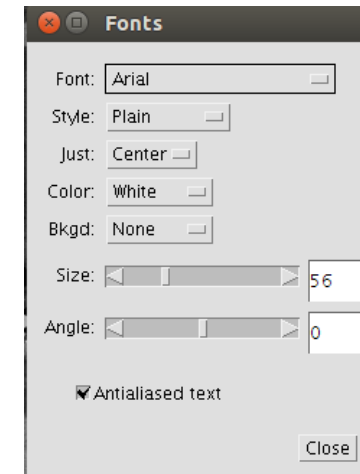 Fonts
Font: Arial
Style: Plain
Just: Center
Color: White
Bkgd: None
Size: 56
Angle: 0
Antialiased text
Close